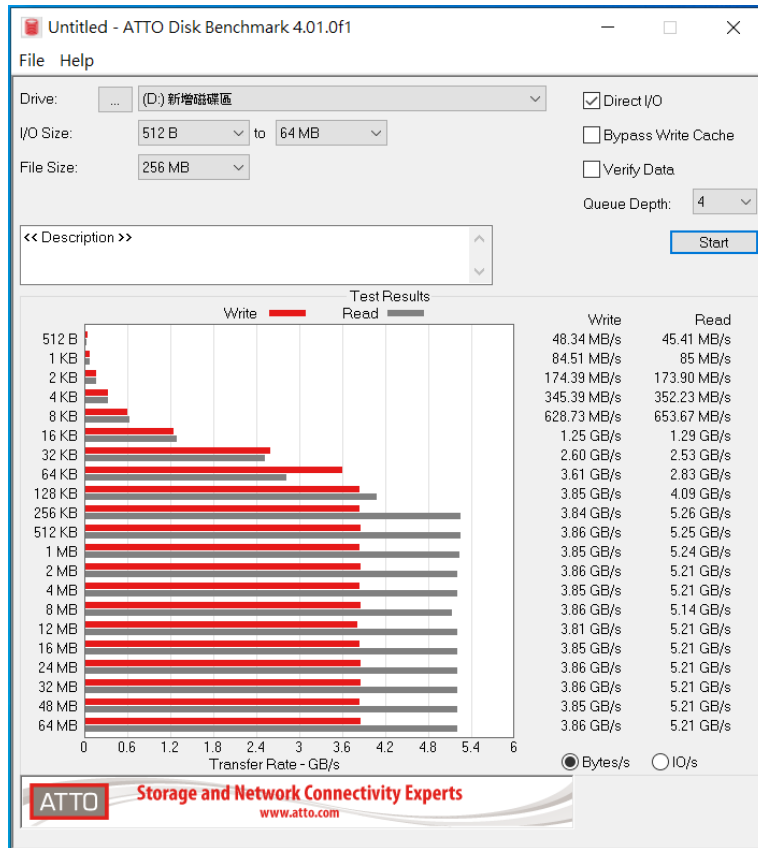 Untitled - ATTO Disk Benchmark 4.01.0f1
File Help
Drive: ... (D:) 新增磁碟區
Direct I/O
I/O Size: 512 B to 64 MB
Bypass Write Cache
File Size: 256 MB
Verify Data
Queue Depth: 4
<< Description >>
Start
Test Results
Write Read
Write Read
512 B 48.34 MB/s 45.41 MB/s
1 KB 84.51 MB/s 85 MB/s
2 KB 174.39 MB/s 173.90 MB/s
4 KB 345.39 MB/s 352.23 MB/s
8 KB 628.73 MB/s 653.67 MB/s
16 KB 1.25 GB/s 1.29 GB/s
32 KB 2.60 GB/s 2.53 GB/s
64 KB 3.61 GB/s 2.83 GB/s
128 KB 3.85 GB/s 4.09 GB/s
256 KB 3.84 GB/s 5.26 GB/s
512 KB 3.86 GB/s 5.25 GB/s
1 MB 3.85 GB/s 5.24 GB/s
2 MB 3.86 GB/s 5.21 GB/s
4 MB 3.85 GB/s 5.21 GB/s
8 MB 3.86 GB/s 5.14 GB/s
12 MB 3.81 GB/s 5.21 GB/s
16 MB 3.85 GB/s 5.21 GB/s
24 MB 3.86 GB/s 5.21 GB/s
32 MB 3.86 GB/s 5.21 GB/s
48 MB 3.85 GB/s 5.21 GB/s
64 MB 3.86 GB/s 5.21 GB/s
0 0.6 1.2 1.8 2.4 3 3.6 4.2 4.8 5.4 6
Transfer Rate - GB/s
Bytes/s IO/s
ATTO
Storage and Network Connectivity Experts
www.atto.com